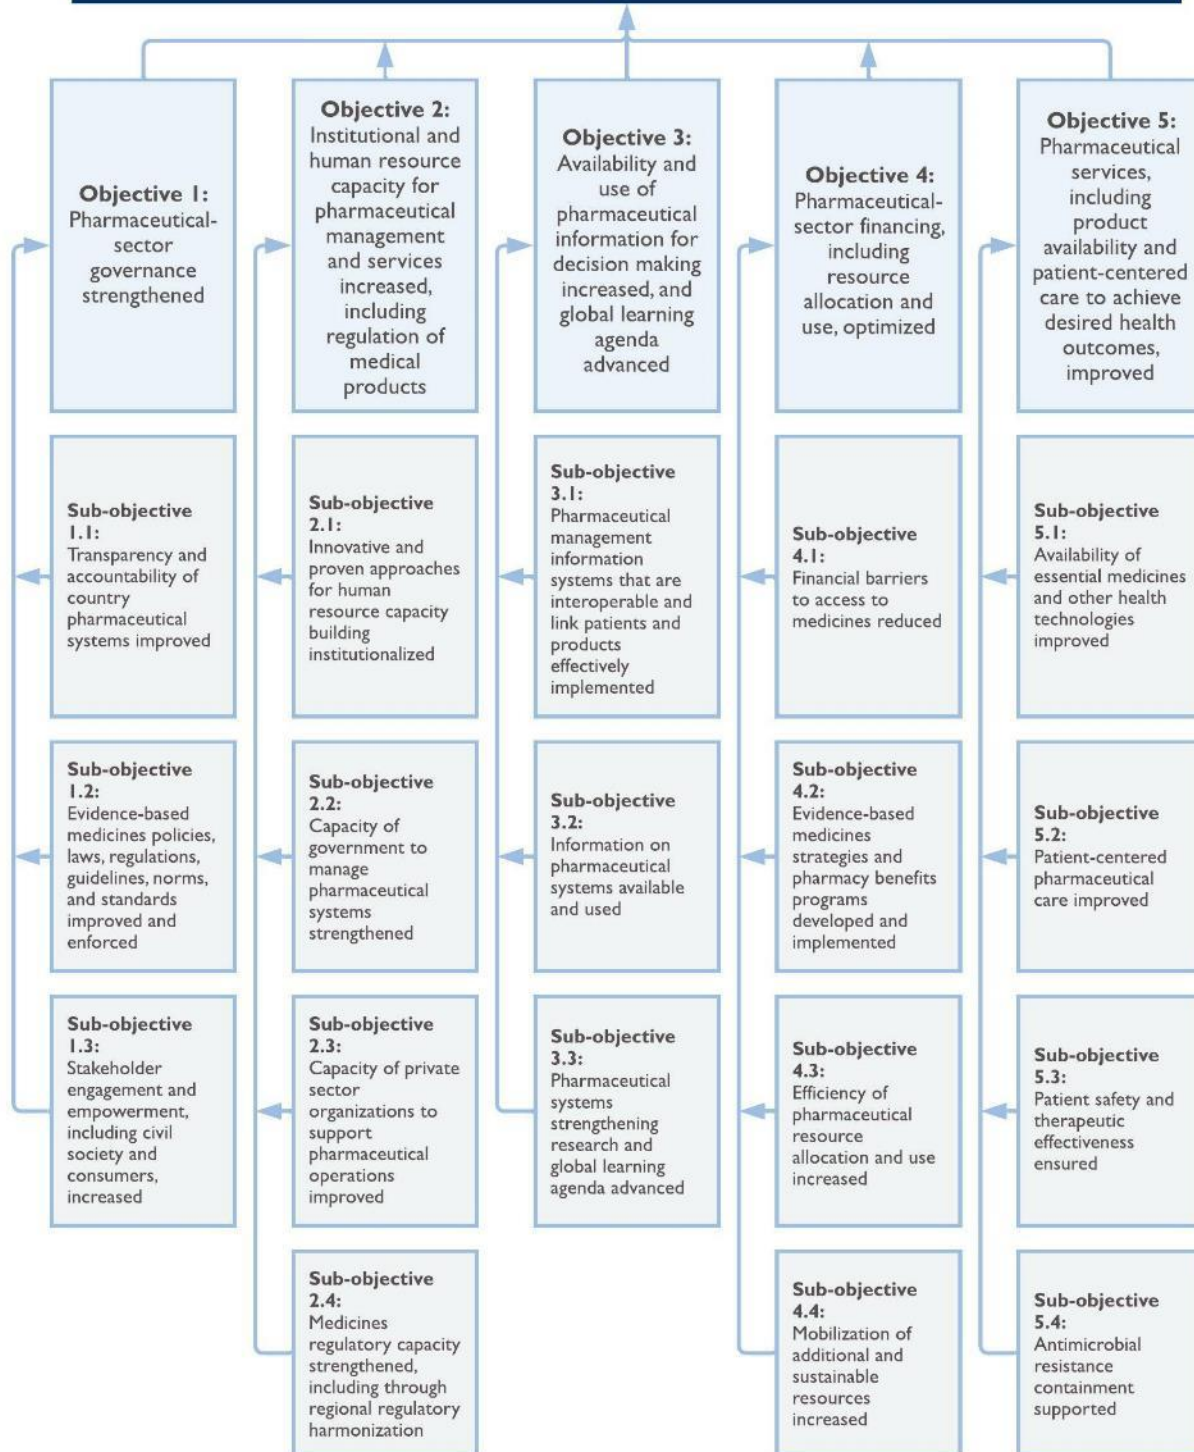 Objective 1:
Pharmaceutical-
sector
governance
strengthened
Sub-objective
1.1:
Transparency and
accountability of
country
pharmaceutical
systems improved
Sub-objective
1.2:
Evidence-based
medicines policies,
laws, regulations,
guidelines, norms,
and standards
improved and
enforced
Sub-objective
1.3:
Stakeholder
engagement and
empowerment,
including civil
society and
consumers,
increased
Objective 2:
Institutional and
human resource
capacity for
pharmaceutical
management
and services
increased,
including
regulation of
medical
products
Sub-objective
2.1:
Innovative and
proven approaches
for human
resource capacity
building
institutionalized
Sub-objective
2.2:
Capacity of
government to
manage
pharmaceutical
systems
strengthened
Sub-objective
2.3:
Capacity of private
sector
organizations to
support
pharmaceutical
operations
improved
Sub-objective
2.4:
Medicines
regulatory capacity
strengthened,
including through
regional regulatory
harmonization
Objective 3:
Availability and
use of
pharmaceutical
information for
decision making
increased, and
global learning
agenda
advanced
Sub-objective
3.1:
Pharmaceutical
management
information
systems that are
interoperable and
link patients and
products
effectively
implemented
Sub-objective
3.2:
Information on
pharmaceutical
systems available
and used
Sub-objective
3.3:
Pharmaceutical
systems
strengthening
research and
global learning
agenda advanced
Objective 4:
Pharmaceutical-
sector financing,
including
resource
allocation and
use, optimized
Sub-objective
4.1:
Financial barriers
to access to
medicines reduced
Sub-objective
4.2:
Evidence-based
medicines
strategies and
pharmacy benefits
programs
developed and
implemented
Sub-objective
4.3:
Efficiency of
pharmaceutical
resource
allocation and use
increased
Sub-objective
4.4:
Mobilization of
additional and
sustainable
resources
increased
Objective 5:
Pharmaceutical
services,
including
product
availability and
patient-centered
care to achieve
desired health
outcomes,
improved
Sub-objective
5.1:
Availability of
essential medicines
and other health
technologies
improved
Sub-objective
5.2:
Patient-centered
pharmaceutical
care improved
Sub-objective
5.3:
Patient safety and
therapeutic
effectiveness
ensured
Sub-objective
5.4:
Antimicrobial
resistance
containment
supported